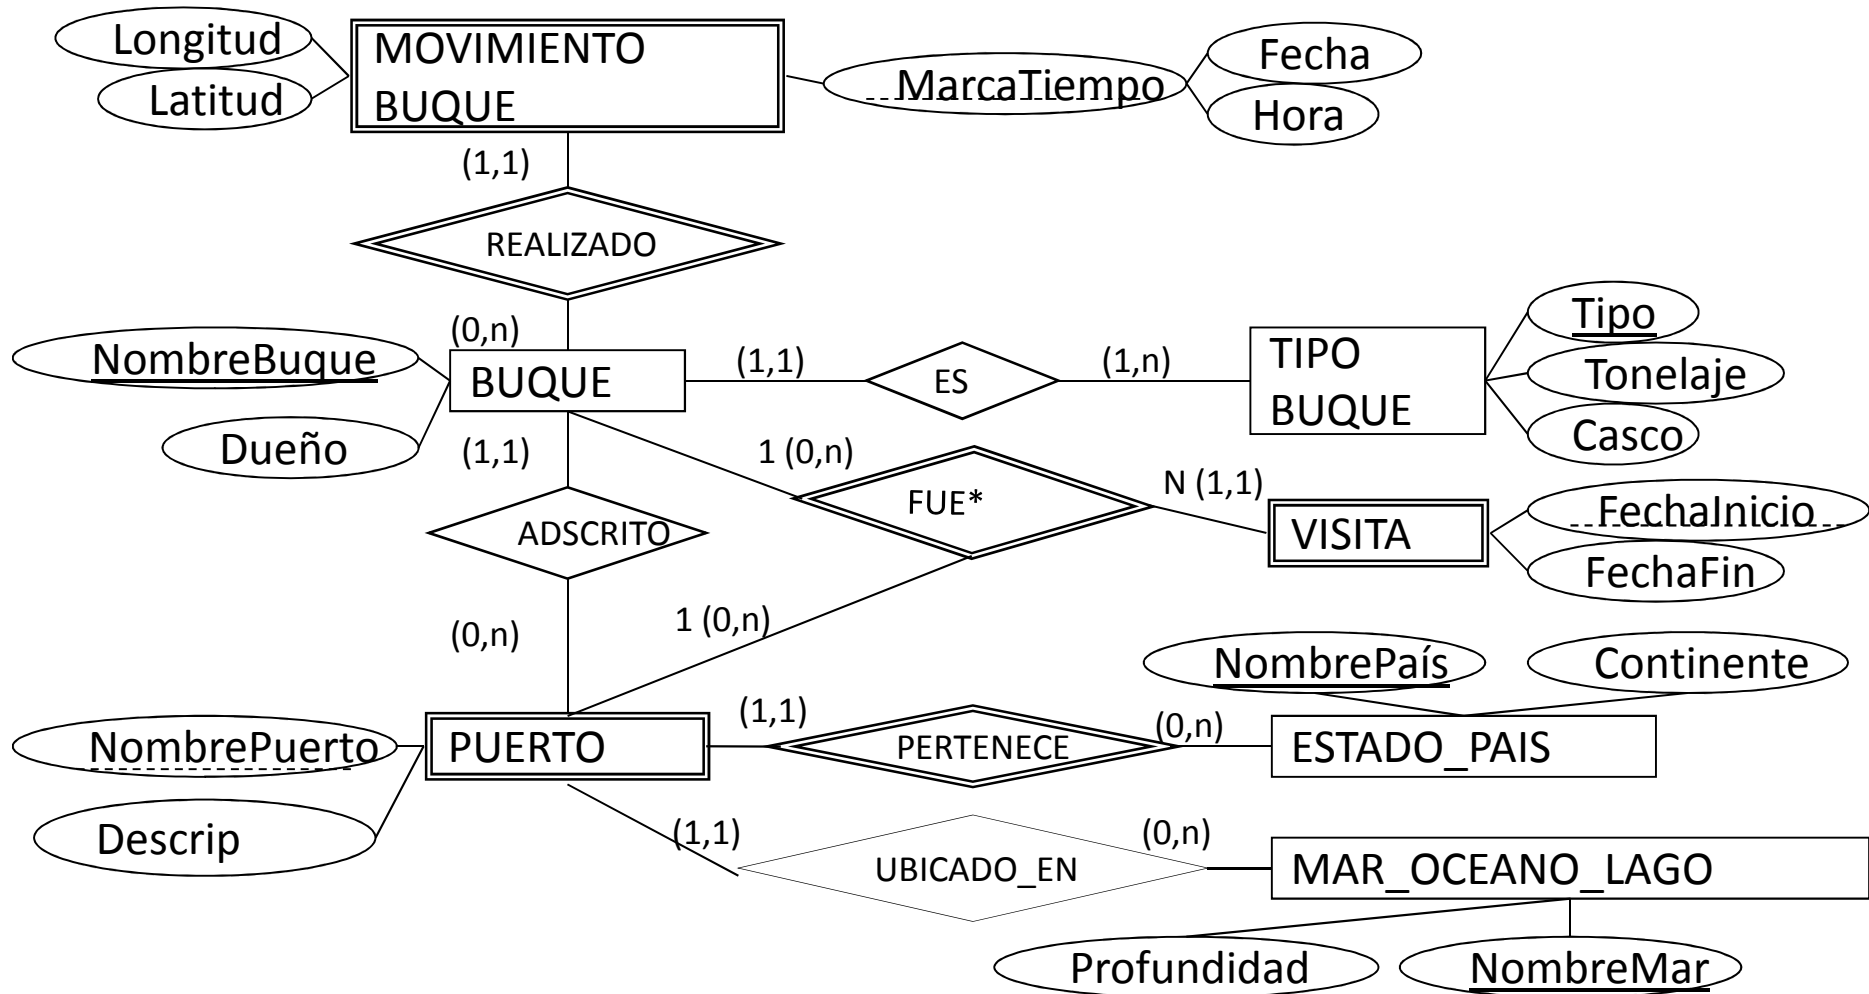 Longitud
Latitud
MOVIMIENTO
BUQUE
MarcaTiempo
Fecha
Hora
(1,1)
REALIZADO
(0,n)
NombreBuque
Dueño
BUQUE
(1,1)
ES
(1,n)
TIPO
BUQUE
Tipo
Tonelaje
Casco
(1,1)
1 (0,n)
FUE*
N (1,1)
VISITA
FechaInicio
FechaFin
ADSCRITO
(0,n)
1 (0,n)
NombrePaís
Continente
NombrePuerto
Descrip
PUERTO
(1,1)
PERTENECE
(0,n)
ESTADO_PAIS
(1,1)
UBICADO_EN
(0,n)
MAR_OCEANO_LAGO
Profundidad
NombreMar